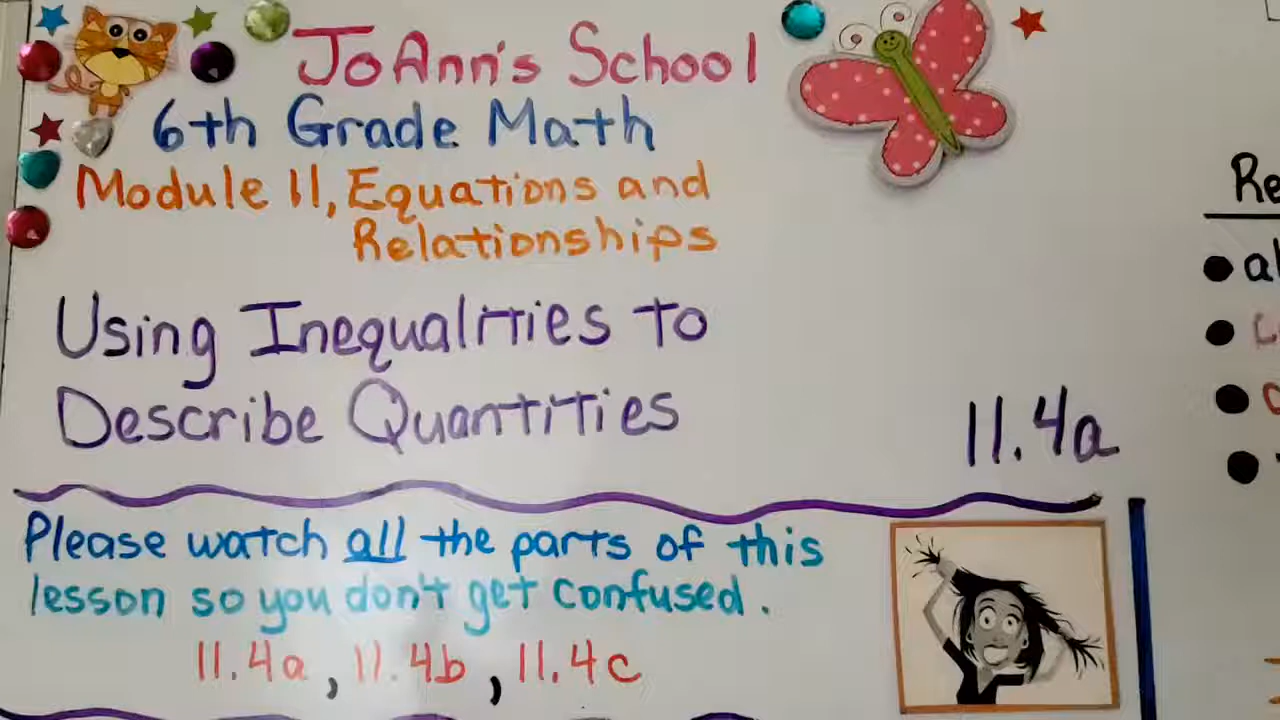 JoAnn's School
6th Grade Math
Module 11, Equations and
Relationships
Using Inequalities to
Describe Quantities
11.4a
Please watch all the parts of this
lesson so you don't get confused.
11.4a, 11.4b, 11.4c